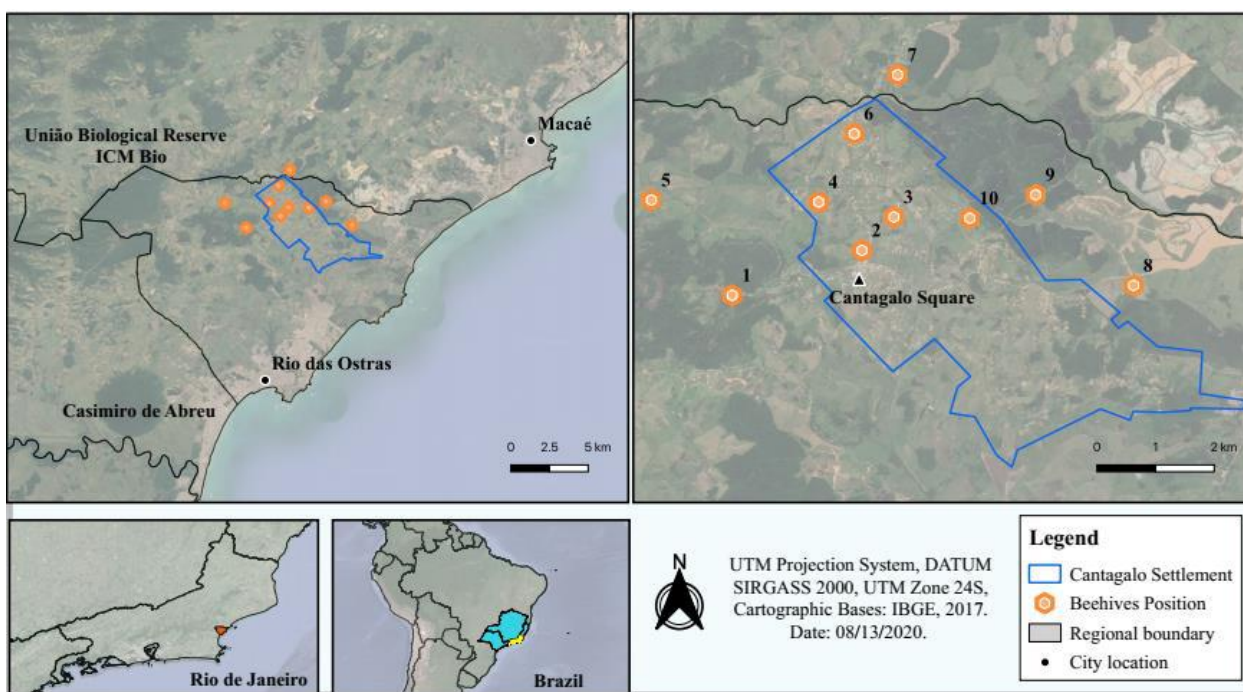 União Biological Reserve
ICM Bio
Macaé
Rio das Ostras
Casimiro de Abreu
0 2.5 5 km
7
6
5
4
3
9
10
2
1
8
Cantagalo Square
0 1 2 km
Rio de Janeiro
Brazil
N
UTM Projection System, DATUM
SIRGASS 2000, UTM Zone 24S,
Cartographic Bases: IBGE, 2017.
Date: 08/13/2020.
Legend
Cantagalo Settlement
Beehives Position
Regional boundary
City location